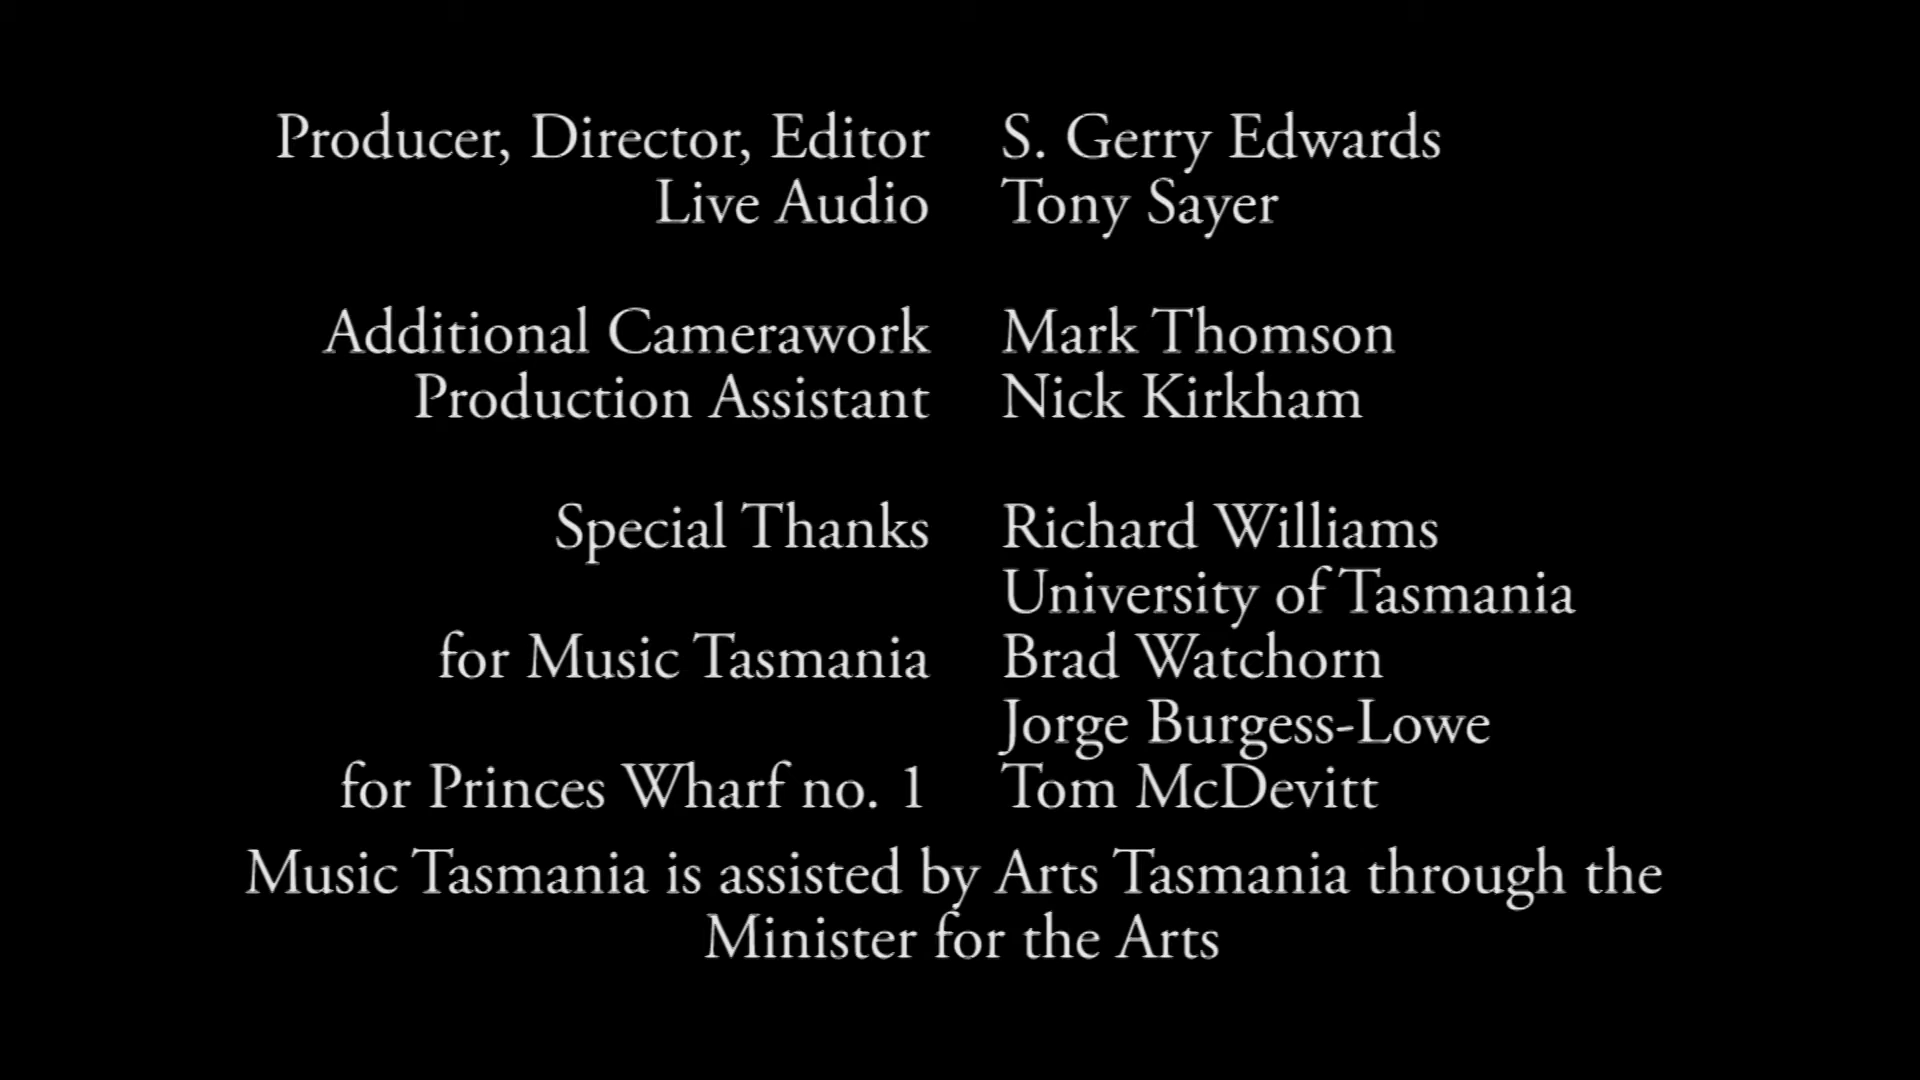 Producer, Director, Editor S. Gerry Edwards
Live Audio Tony Sayer
Additional Camerawork Mark Thomson
Production Assistant Nick Kirkham
Special Thanks Richard Williams
University of Tasmania
for Music Tasmania Brad Watchorn
Jorge Burgess-Lowe
for Princes Wharf no. 1 Tom McDevitt
Music Tasmania is assisted by Arts Tasmania through the
Minister for the Arts